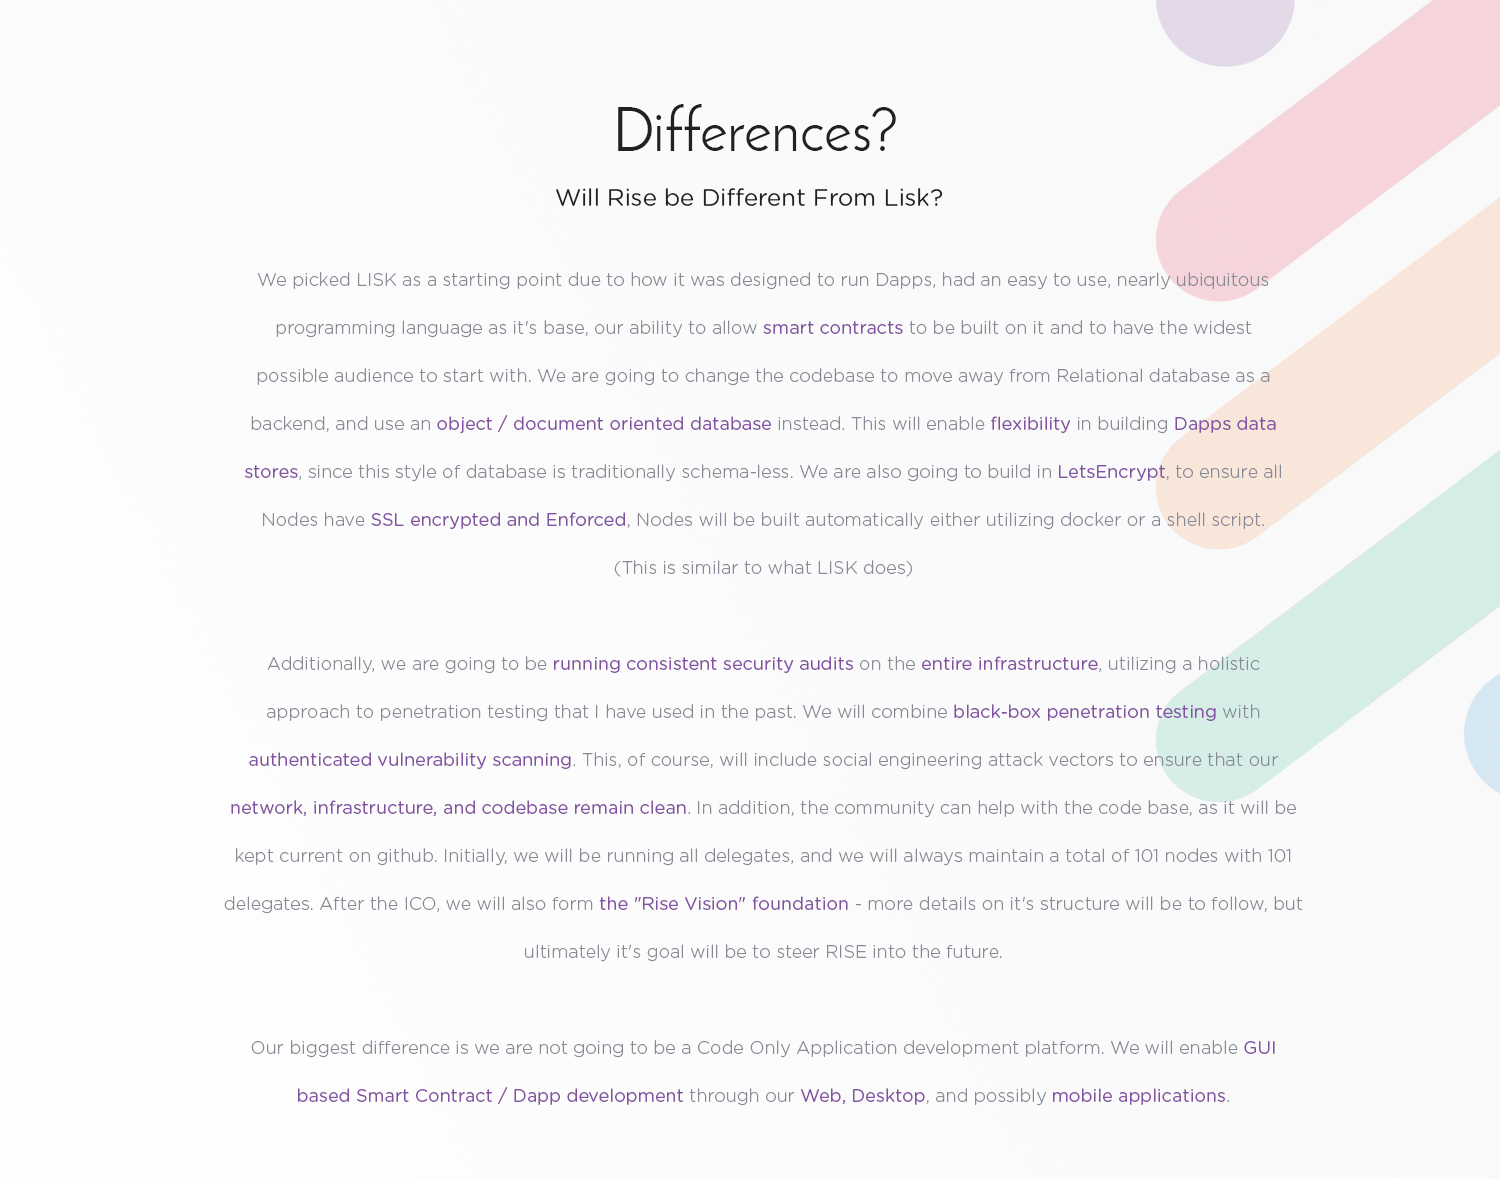 Differences?
Will Rise be Different From Lisk?
We picked LISK as a starting point due to how it was designed to run Dapps, had an easy to use, nearly ubiquitous
programming language as it's base, our ability to allow smart contracts to be built on it and to have the widest
possible audience to start with. We are going to change the codebase to move away from Relational database as a
backend, and use an object / document oriented database instead. This will enable flexibility in building Dapps data
stores, since this style of database is traditionally schema-less. We are also going to build in LetsEncrypt, to ensure all
Nodes have SSL encrypted and Enforced, Nodes will be built automatically either utilizing docker or a shell script.
(This is similar to what LISK does)
Additionally, we are going to be running consistent security audits on the entire infrastructure, utilizing a holistic
approach to penetration testing that I have used in the past. We will combine black-box penetration testing with
authenticated vulnerability scanning. This, of course, will include social engineering attack vectors to ensure that our
network, infrastructure, and codebase remain clean. In addition, the community can help with the code base, as it will be
kept current on github. Initially, we will be running all delegates, and we will always maintain a total of 101 nodes with 101
delegates. After the ICO, we will also form the "Rise Vision" foundation - more details on it's structure will be to follow, but
ultimately it's goal will be to steer RISE into the future.
Our biggest difference is we are not going to be a Code Only Application development platform. We will enable GUI
based Smart Contract / Dapp development through our Web, Desktop, and possibly mobile applications.